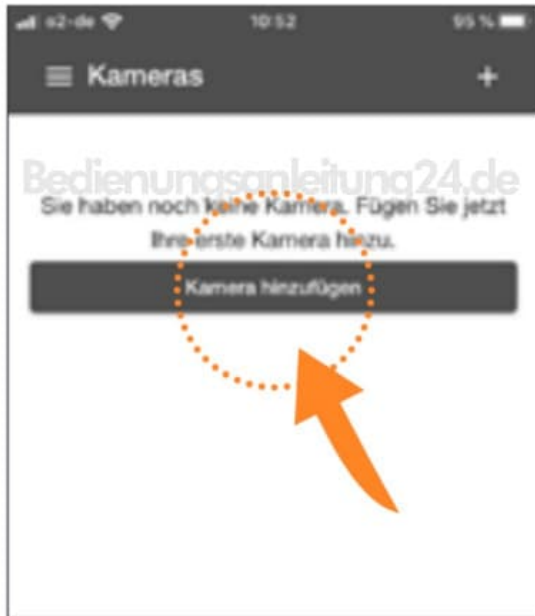 o2-de 10:52 95 %
Kameras +
Bedienungsanleitung24.de
Sie haben noch keine Kamera. Fügen Sie jetzt
Ihre erste Kamera hinzu.
Kamera hinzufügen